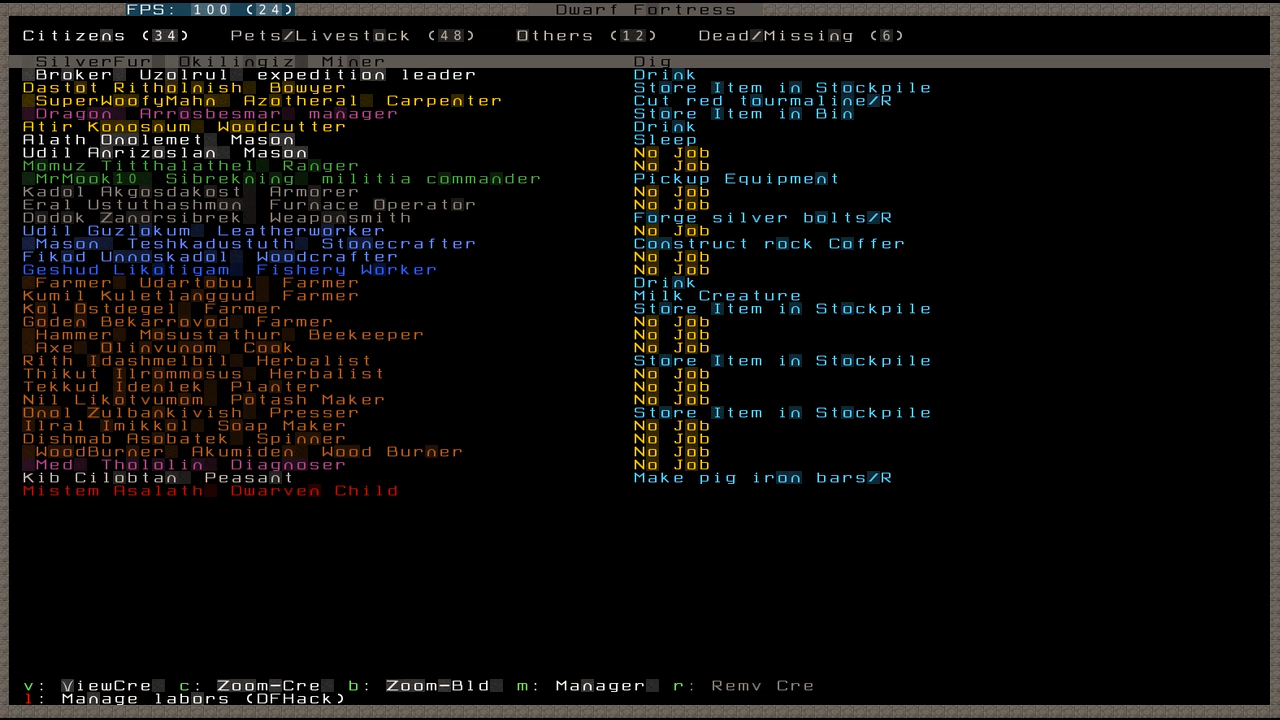 FPS: 100 (24) Dwarf Fortress
Citizens (34) Pets/Livestock (48) Others (12) Dead/Missing (6)
SilverFur Okilingiz Miner Dig
Broker Uzolrul expedition leader Drink
Dastot Ritholnish Bowyer Store Item in Stockpile
SuperWoofyMahn Azotheral Carpenter Cut red tourmaline/R
Dragon Arrosbesmar manager Store Item in Bin
Atir Konosnum Woodcutter Drink
Alath Onolemet Mason Sleep
Udil Anrizoslan Mason No Job
Momuz Titthalathel Ranger No Job
MrMook10 Sibrekning militia commander Pickup Equipment
Kadol Akgosdakost Armorer No Job
Eral Ustuthashmon Furnace Operator No Job
Dodok Zanorsibrek Weaponsmith Forge silver bolts/R
Udil Guzlokum Leatherworker No Job
Mason Teshkadustuth Stonecrafter Construct rock Coffer
Fikod Unnoskadol Woodcrafter No Job
Geshud Likotigam Fishery Worker No Job
Farmer Udartobul Farmer Drink
Kumil Kuletlanggud Farmer Milk Creature
Kol Ostdegel Farmer Store Item in Stockpile
Goden Bekarrovod Farmer No Job
Hammer Mosustathur Beekeeper No Job
Axe Olinvunom Cook No Job
Rith Idashmelbil Herbalist Store Item in Stockpile
Thikut Ilrommosus Herbalist No Job
Tekkud Idenlek Planter No Job
Nil Likotvumom Potash Maker No Job
Onol Zulbankivish Presser Store Item in Stockpile
Ilral Imikkol Soap Maker No Job
Dishmab Asobatek Spinner No Job
WoodBurner Akumiden Wood Burner No Job
Med Thololin Diagnoser No Job
Kib Cilobtan Peasant Make pig iron bars/R
Mistem Asalath Dwarven Child
v: ViewCre c: Zoom-Cre b: Zoom-Bld m: Manager r: Remv Cre
l: Manage labors (DFHack)